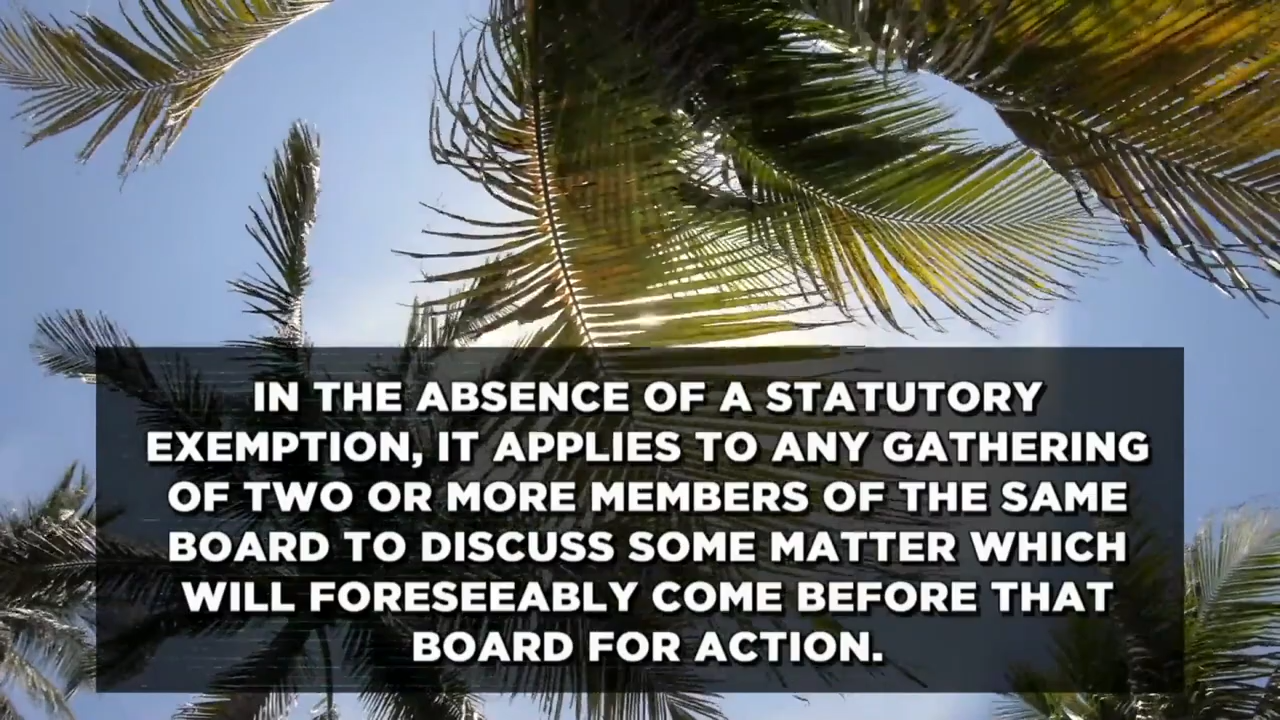 IN THE ABSENCE OF A STATUTORY
EXEMPTION, IT APPLIES TO ANY GATHERING
OF TWO OR MORE MEMBERS OF THE SAME
BOARD TO DISCUSS SOME MATTER WHICH
WILL FORESEEABLY COME BEFORE THAT
BOARD FOR ACTION.